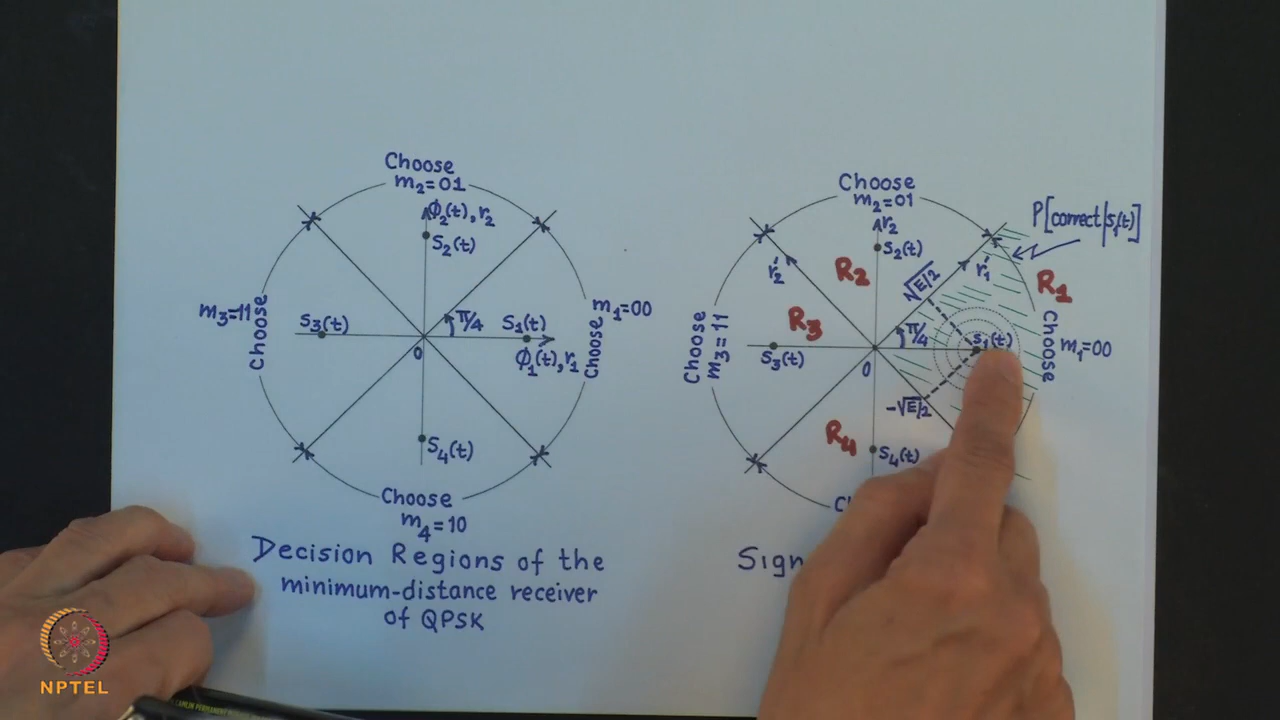 Choose
m₂=01
ϕ₂(t), r₂
S₂(t)
m₃=11
Choose
S₃(t)
π/4
S₁(t)
m₁=00
Choose
0
ϕ₁(t), r₁
S₄(t)
Choose
m₄=10
Decision Regions of the
minimum-distance receiver
of QPSK
Choose
m₂=01
r₂
S₂(t)
P[correct|s₁(t)]
r₂'
R₂
√E/2
r₁'
R₁
R₃
π/4
Choose
m₃=11
S₃(t)
S₁(t)
Choose
m₁=00
0
-√E/2
R₄
S₄(t)
NPTEL